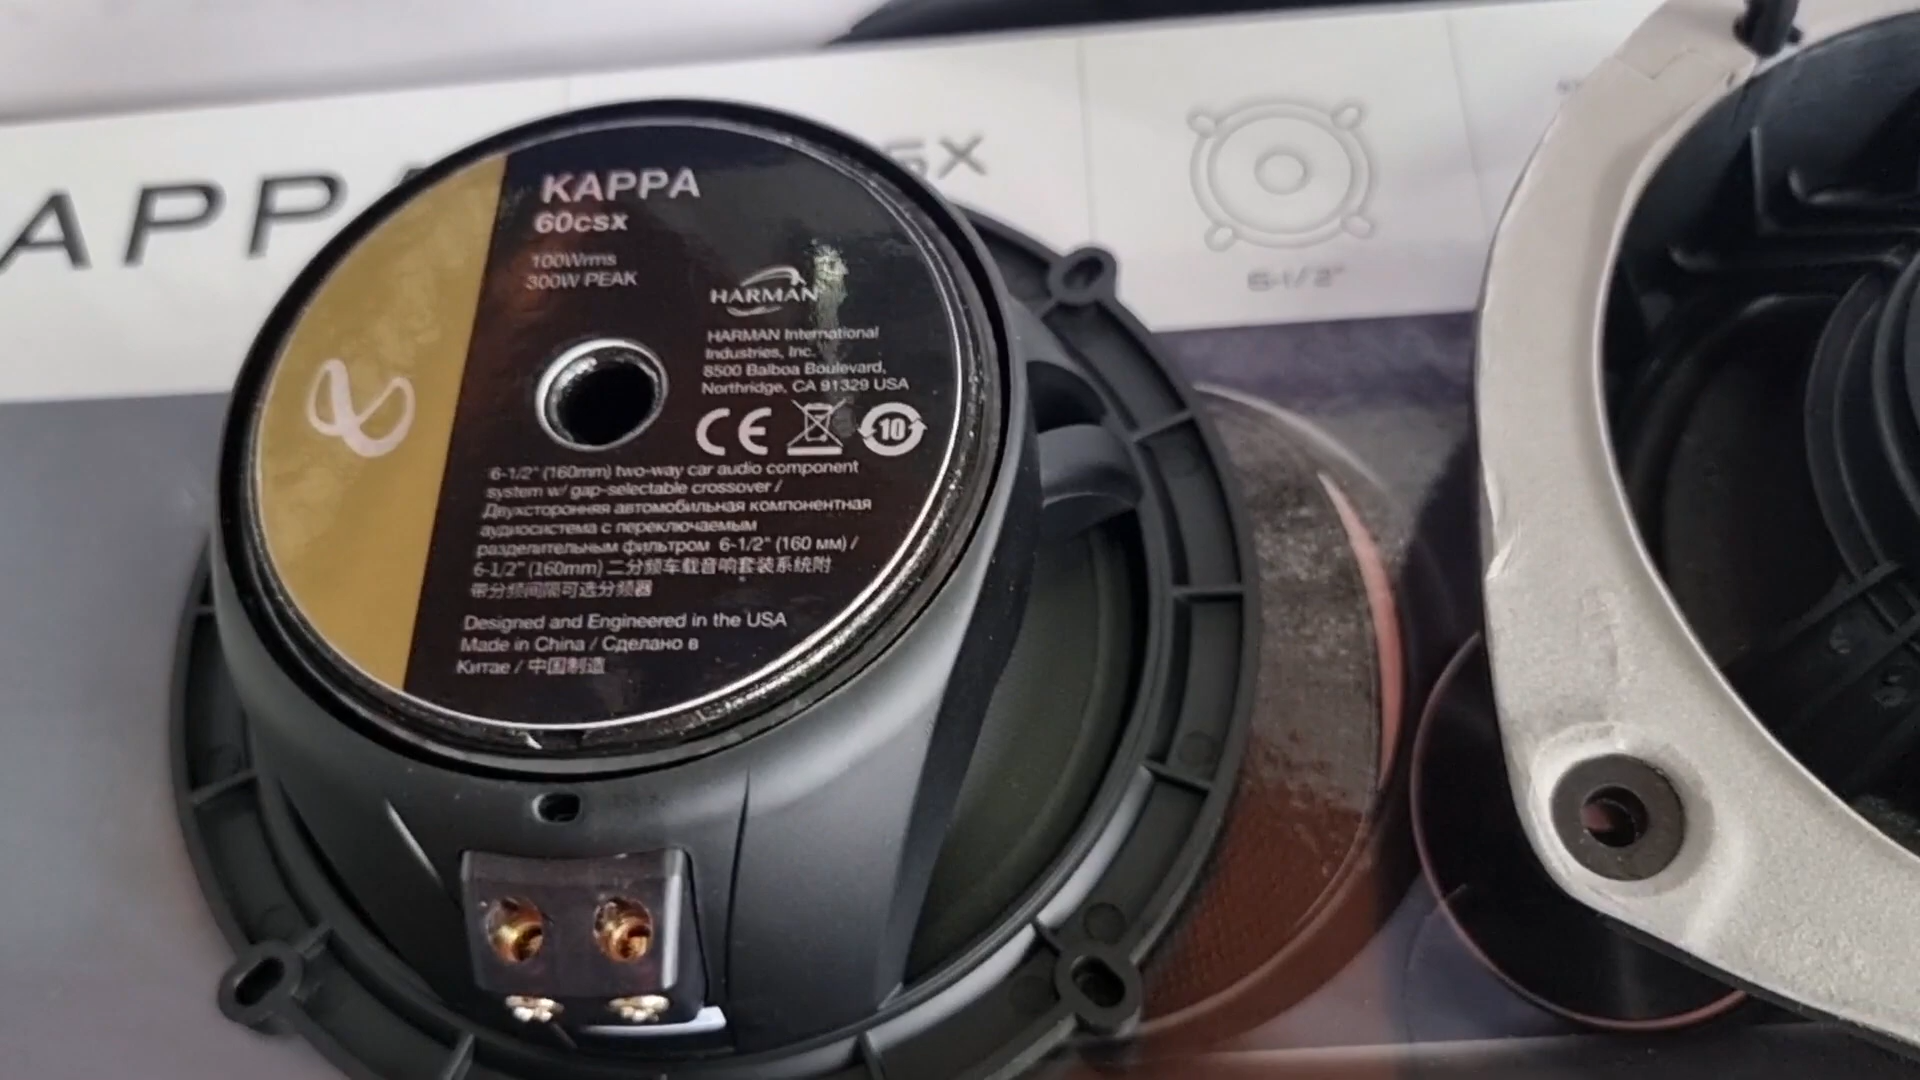 APPA
SX
6-1/2"
KAPPA
60csx
100Wrms
300W PEAK
HARMAN
HARMAN International
Industries, Inc.
8500 Balboa Boulevard,
Northridge, CA 91329 USA
CE
10
6-1/2" (160mm) two-way car audio component
system w/ gap-selectable crossover /
Двухсторонняя автомобильная компонентная
аудиосистема с переключаемым
разделительным фильтром 6-1/2" (160 мм) /
6-1/2" (160mm) 二分频车载音响套装系统附
带分频间隙可选分频器
Designed and Engineered in the USA
Made in China / Сделано в
Китае / 中国制造